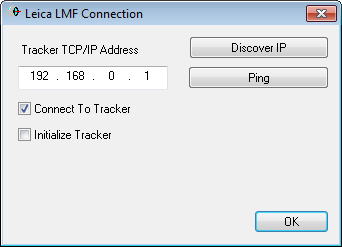 Leica LMF Connection
Tracker TCP/IP Address
Discover IP
192 . 168 . 0 . 1
Ping
Connect To Tracker
Initialize Tracker
OK